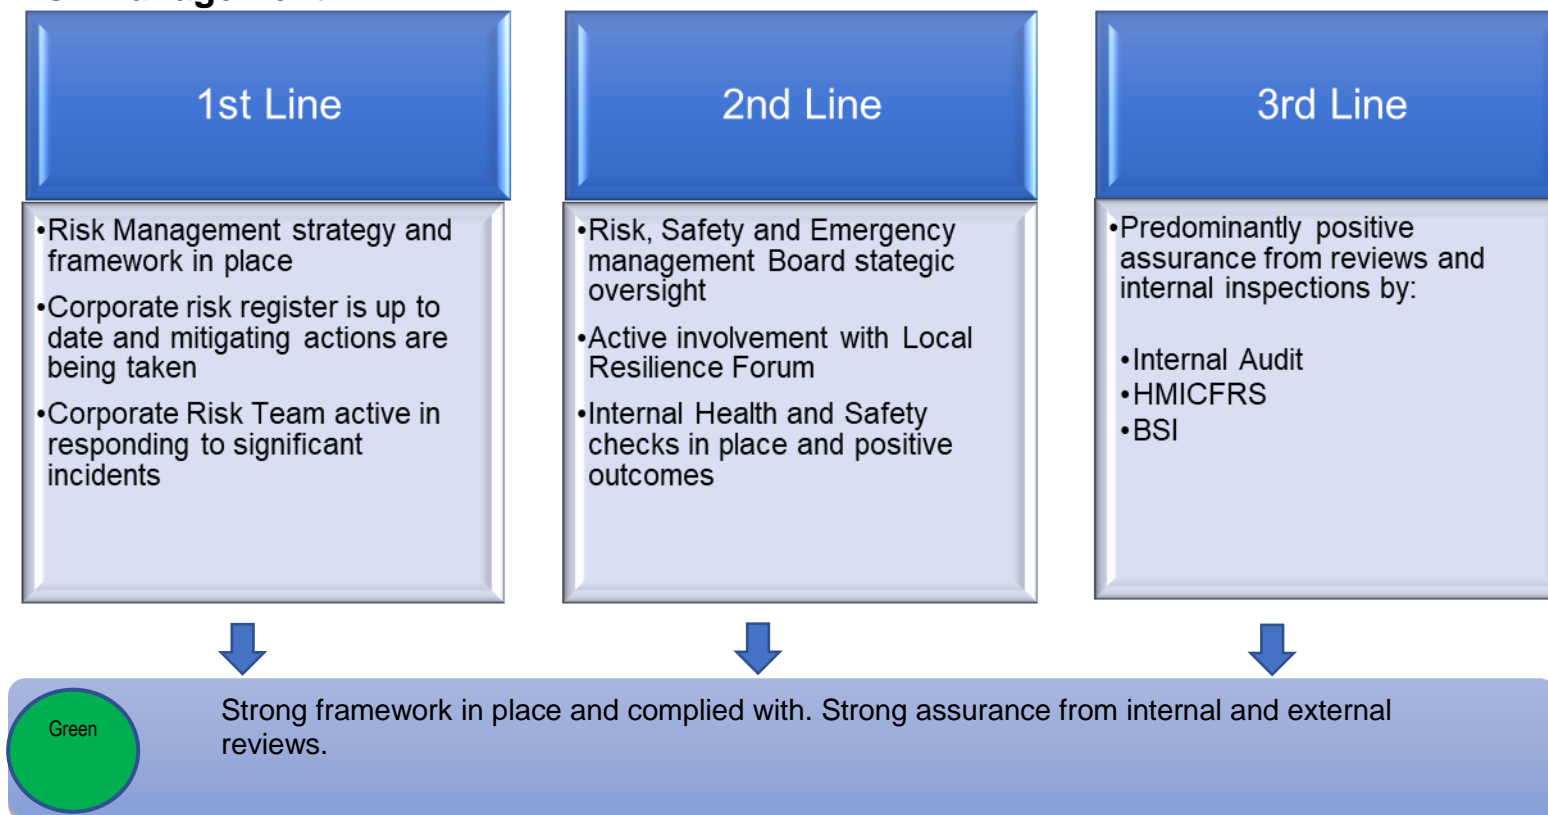 1st Line
•Risk Management strategy and
framework in place
•Corporate risk register is up to
date and mitigating actions are
being taken
•Corporate Risk Team active in
responding to significant
incidents
2nd Line
•Risk, Safety and Emergency
management Board stategic
oversight
•Active involvement with Local
Resilience Forum
•Internal Health and Safety
checks in place and positive
outcomes
3rd Line
•Predominantly positive
assurance from reviews and
internal inspections by:
•Internal Audit
•HMICFRS
•BSI
Green
Strong framework in place and complied with. Strong assurance from internal and external
reviews.